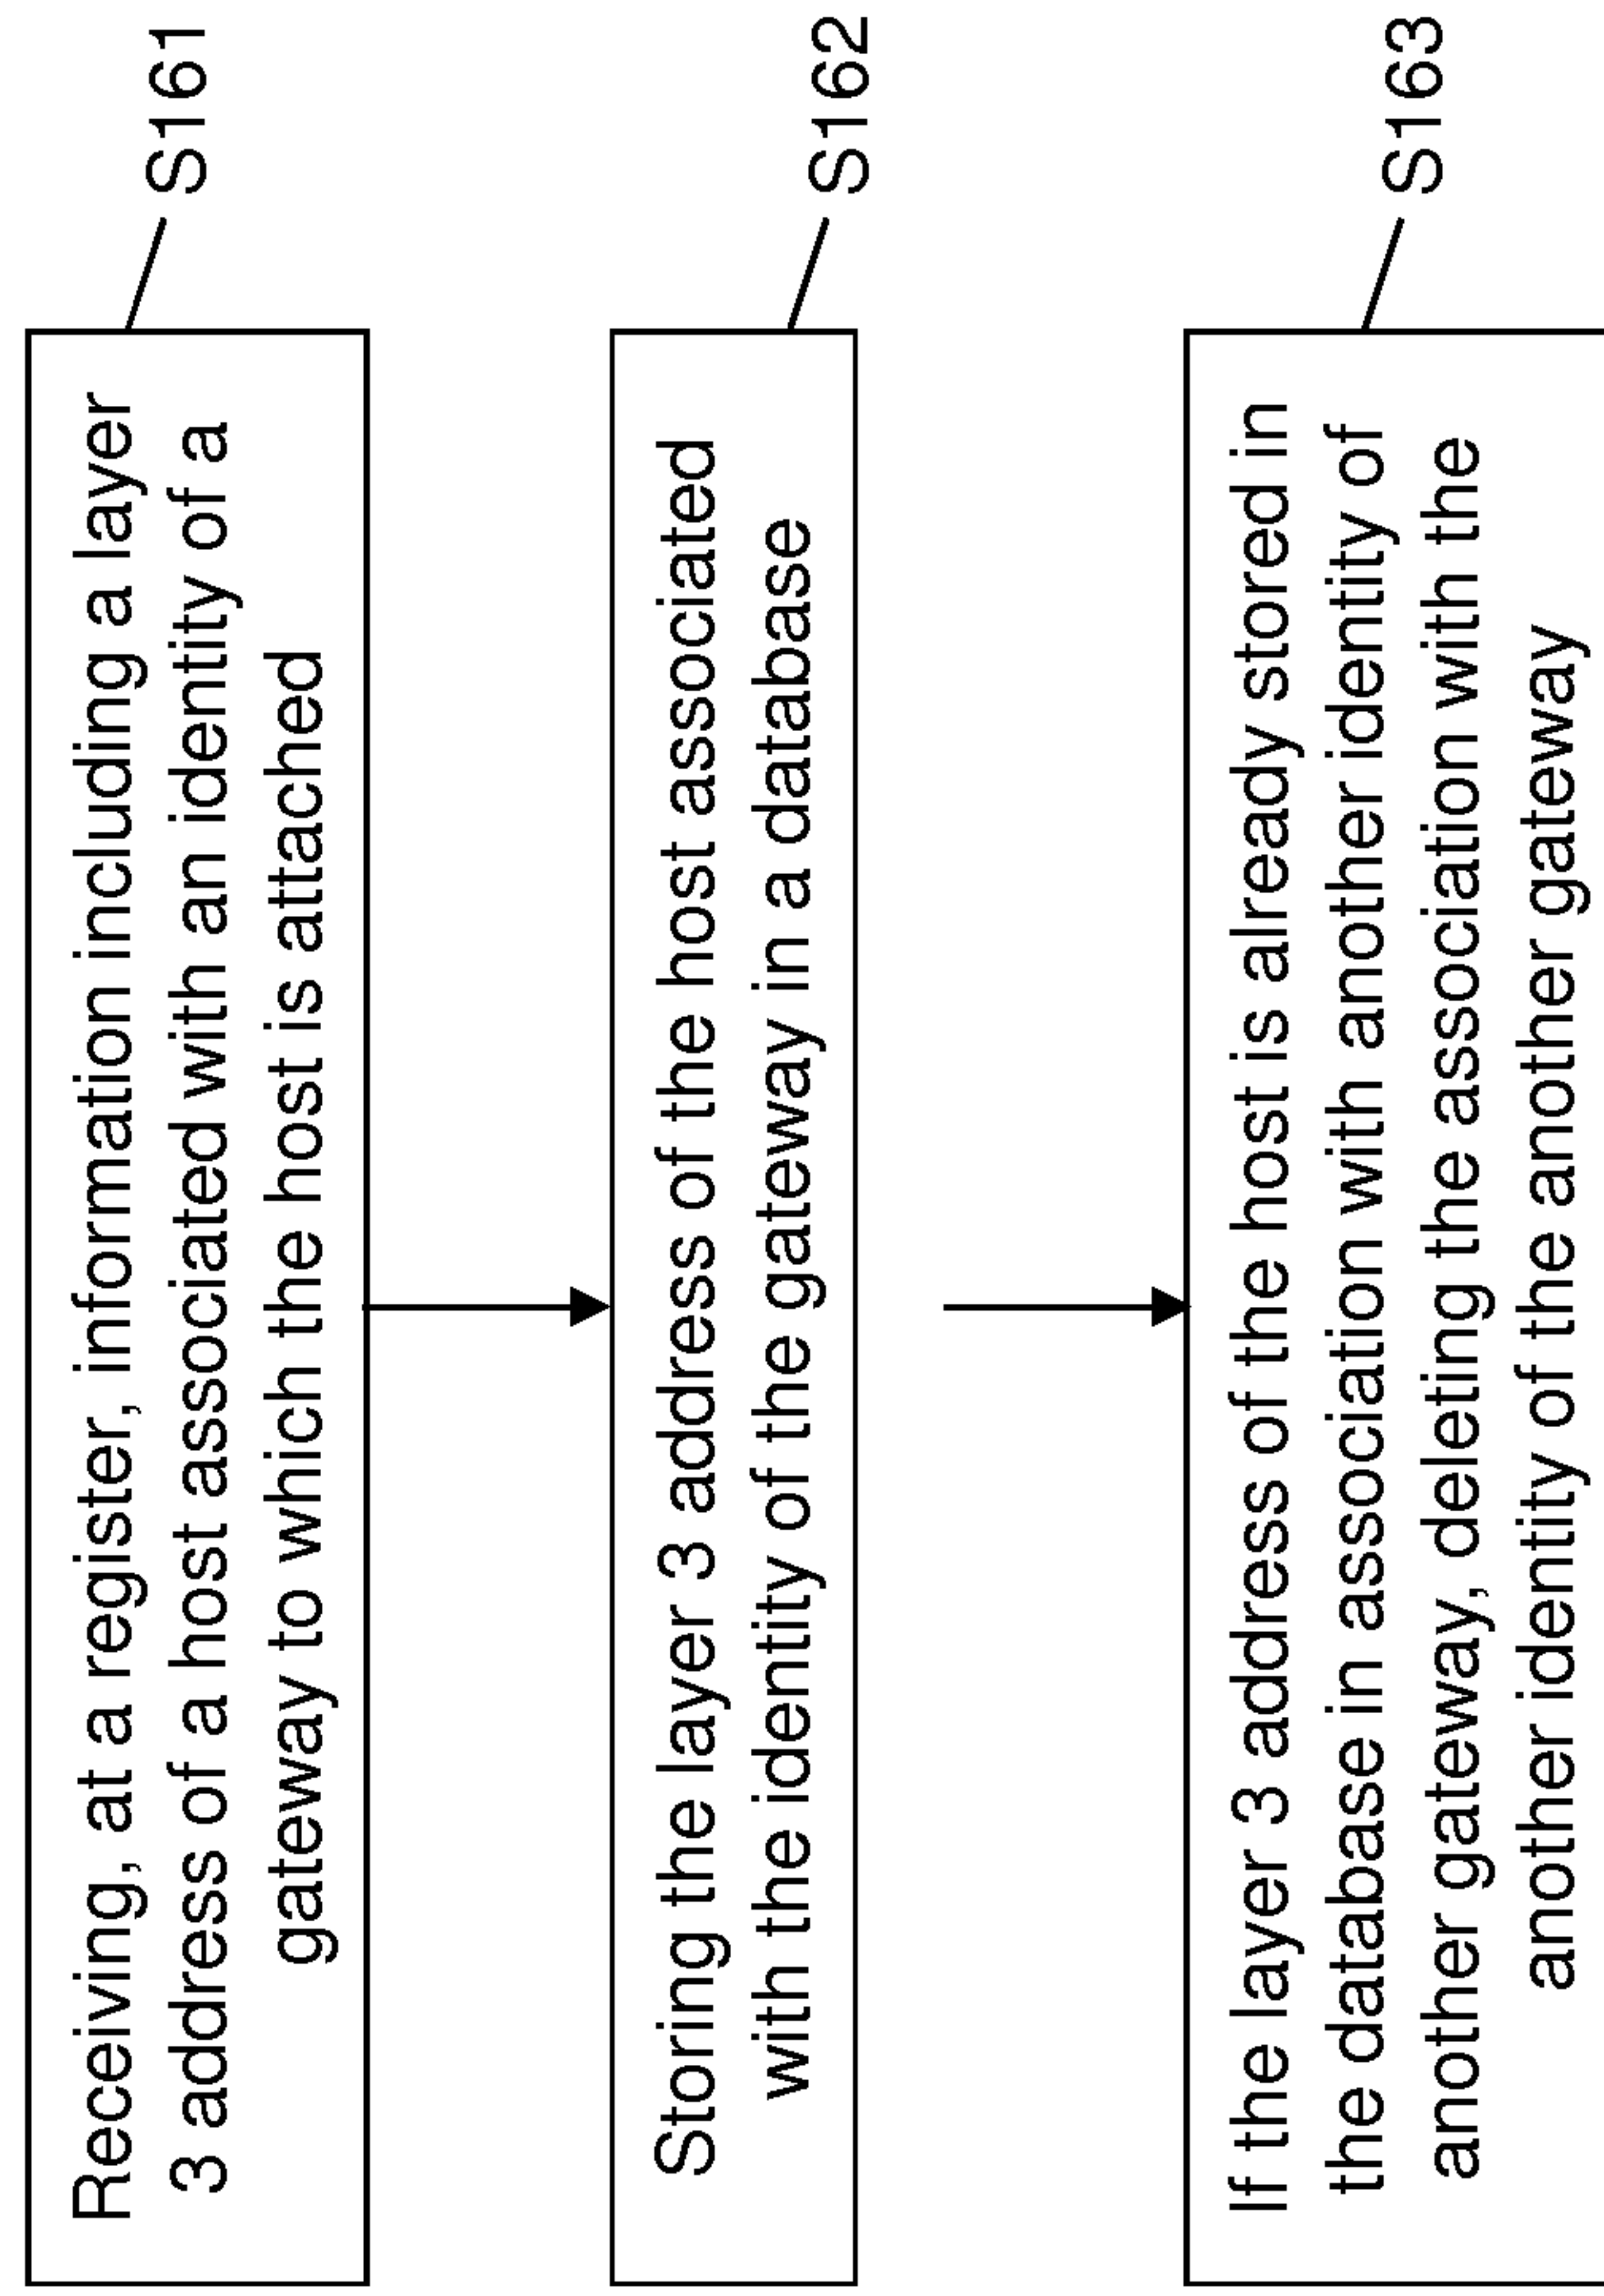 Receiving, at a register, information including a layer
3 address of a host associated with an identity of a
gateway to which the host is attached
S161
Storing the layer 3 address of the host associated
with the identity of the gateway in a database
S162
If the layer 3 address of the host is already stored in
the database in association with another identity of
another gateway, deleting the association with the
another identity of the another gateway
S163